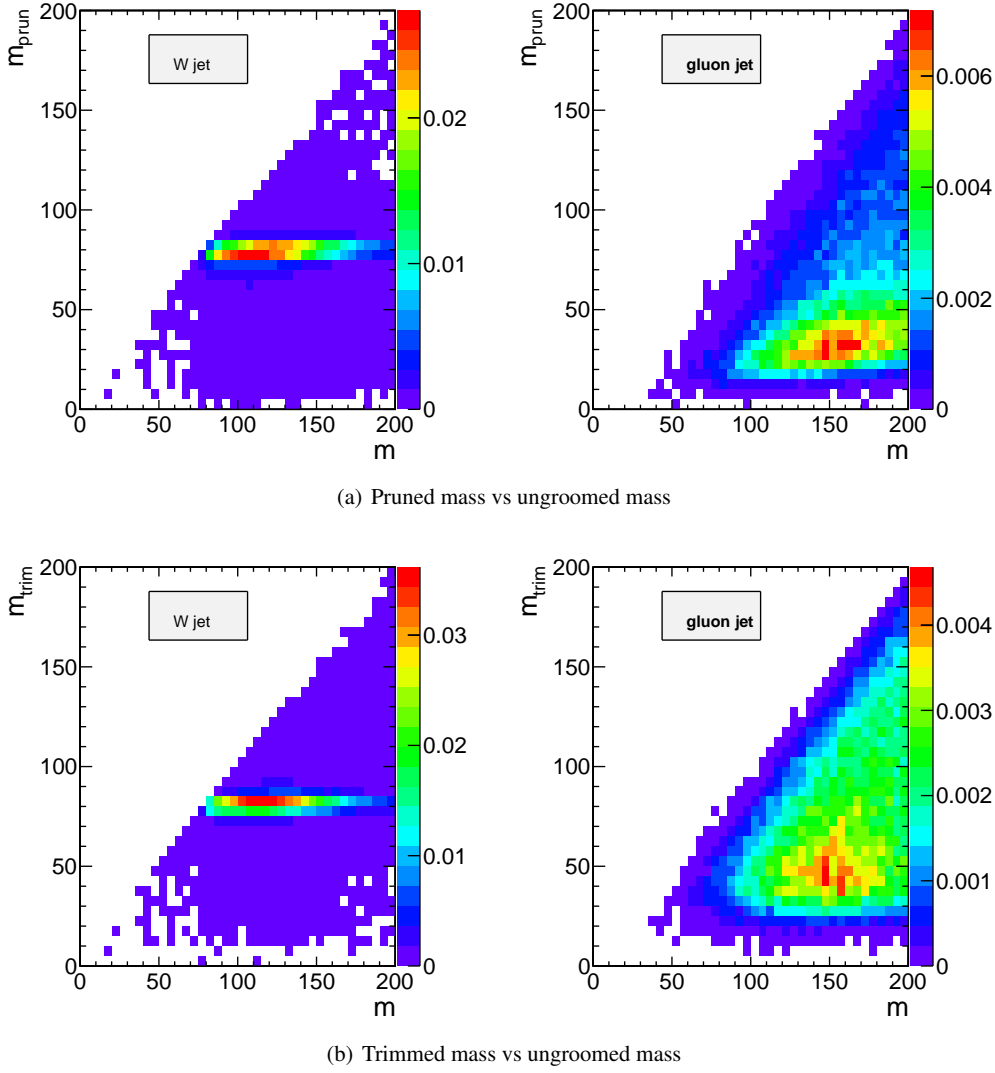 m_prun
200
150
100
50
0
W jet
0.02
0.01
0
0 50 100 150 200
m
m_prun
200
150
100
50
0
gluon jet
0.006
0.004
0.002
0
0 50 100 150 200
m
(a) Pruned mass vs ungroomed mass
m_trim
200
150
100
50
0
W jet
0.03
0.02
0.01
0
0 50 100 150 200
m
m_trim
200
150
100
50
0
gluon jet
0.004
0.003
0.002
0.001
0
0 50 100 150 200
m
(b) Trimmed mass vs ungroomed mass